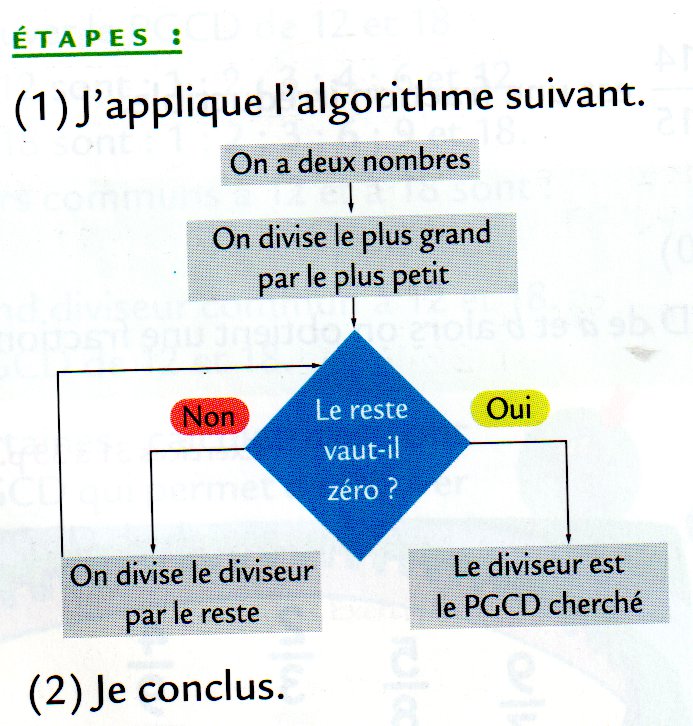 ÉTAPES :
(1) J'applique l'algorithme suivant.
On a deux nombres
On divise le plus grand
par le plus petit
Le reste
vaut-il
zéro ?
Non
Oui
On divise le diviseur
par le reste
Le diviseur est
le PGCD cherché
(2) Je conclus.